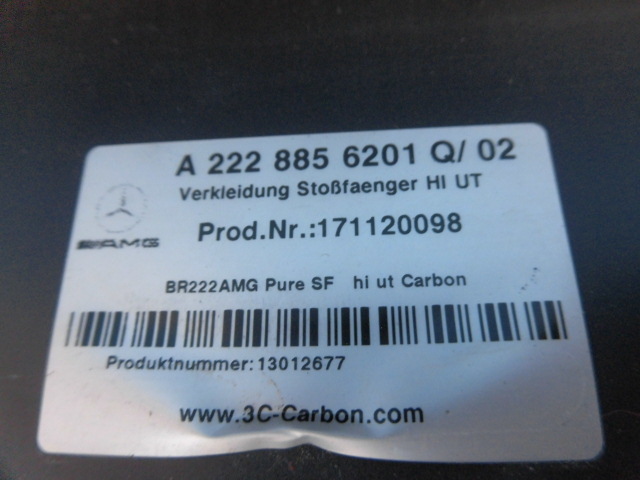 A 222 885 6201 Q/ 02
Verkleidung Stoßfaenger HI UT
AMG
Prod.Nr.:171120098
BR222AMG Pure SF hi ut Carbon
Produktnummer:13012677
www.3C-Carbon.com